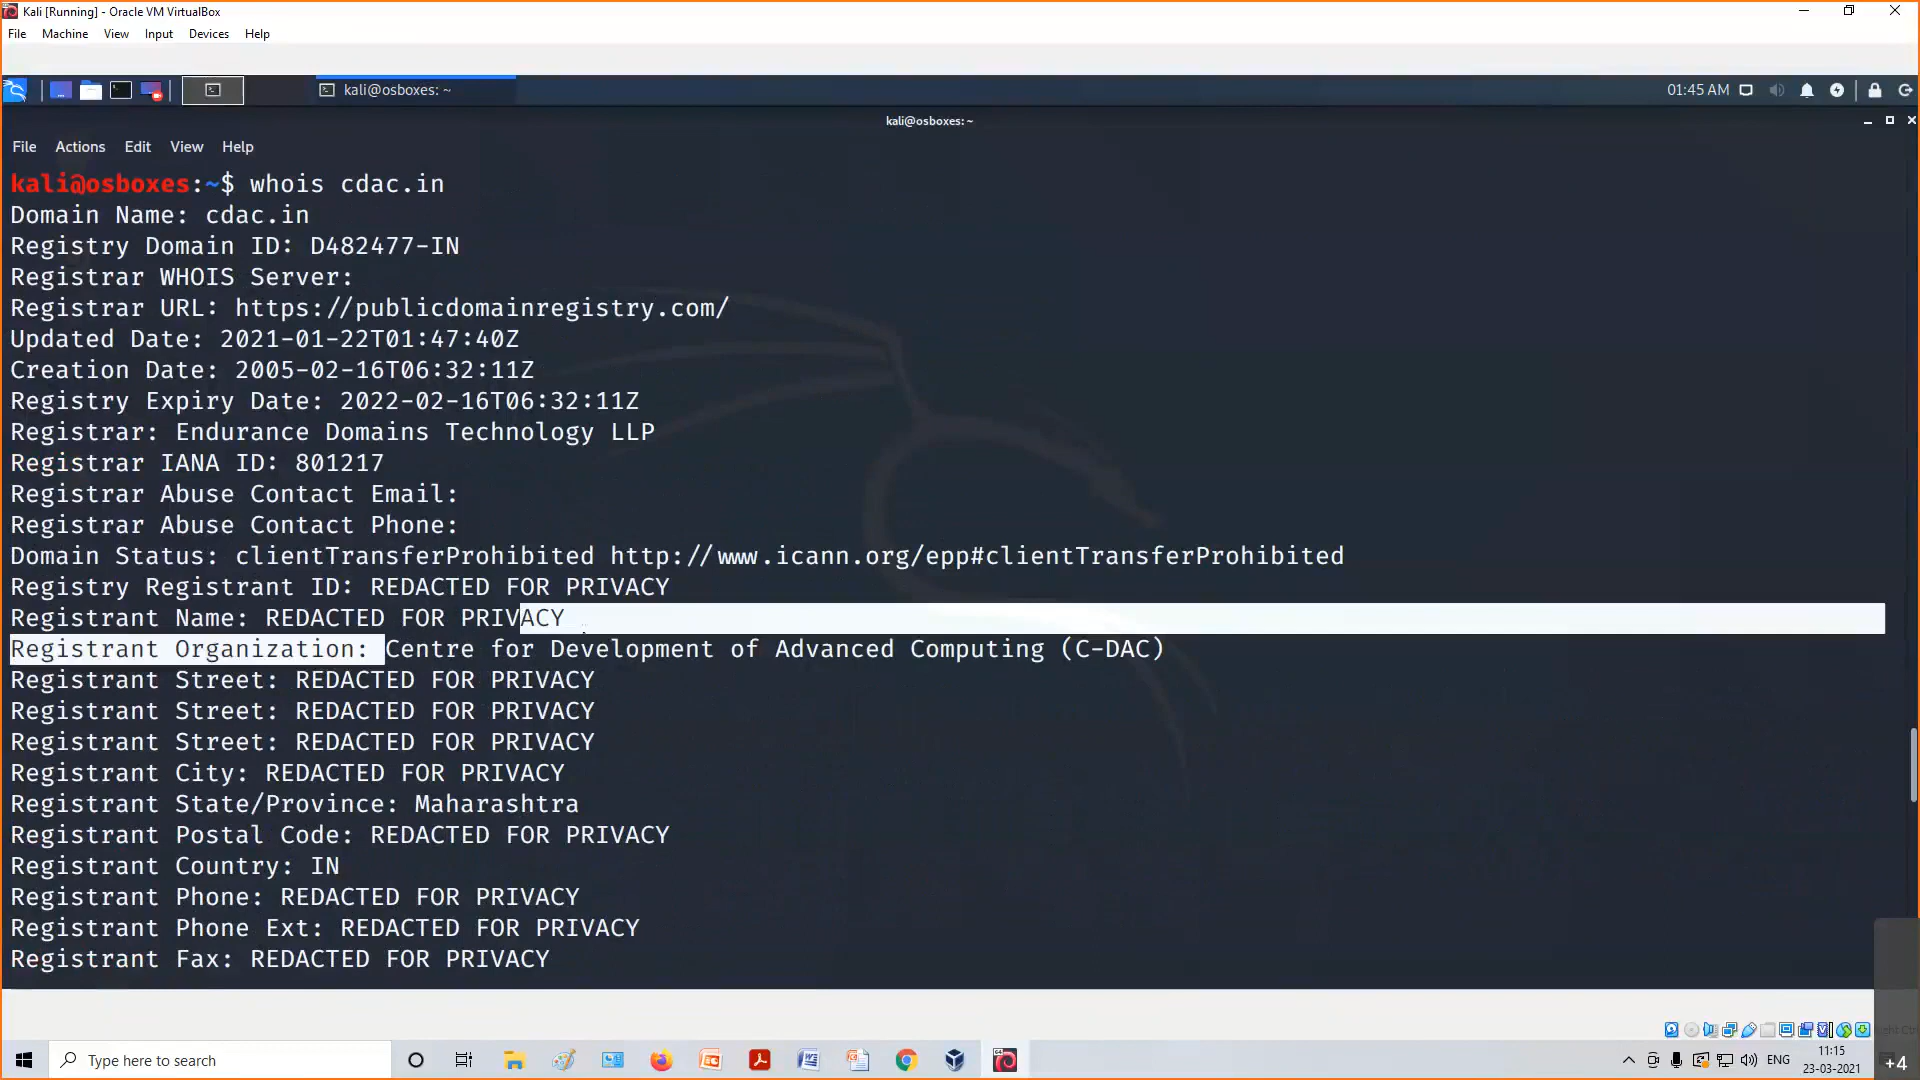 Kali [Running] - Oracle VM VirtualBox
File Machine View Input Devices Help
kali@osboxes: ~
01:45 AM
kali@osboxes: ~
File Actions Edit View Help
kali@osboxes:~$ whois cdac.in
Domain Name: cdac.in
Registry Domain ID: D482477-IN
Registrar WHOIS Server:
Registrar URL: https://publicdomainregistry.com/
Updated Date: 2021-01-22T01:47:40Z
Creation Date: 2005-02-16T06:32:11Z
Registry Expiry Date: 2022-02-16T06:32:11Z
Registrar: Endurance Domains Technology LLP
Registrar IANA ID: 801217
Registrar Abuse Contact Email:
Registrar Abuse Contact Phone:
Domain Status: clientTransferProhibited http://www.icann.org/epp#clientTransferProhibited
Registry Registrant ID: REDACTED FOR PRIVACY
Registrant Name: REDACTED FOR PRIVACY
Registrant Organization: Centre for Development of Advanced Computing (C-DAC)
Registrant Street: REDACTED FOR PRIVACY
Registrant Street: REDACTED FOR PRIVACY
Registrant Street: REDACTED FOR PRIVACY
Registrant City: REDACTED FOR PRIVACY
Registrant State/Province: Maharashtra
Registrant Postal Code: REDACTED FOR PRIVACY
Registrant Country: IN
Registrant Phone: REDACTED FOR PRIVACY
Registrant Phone Ext: REDACTED FOR PRIVACY
Registrant Fax: REDACTED FOR PRIVACY
Type here to search
ENG
11:15
23-03-2021
+4